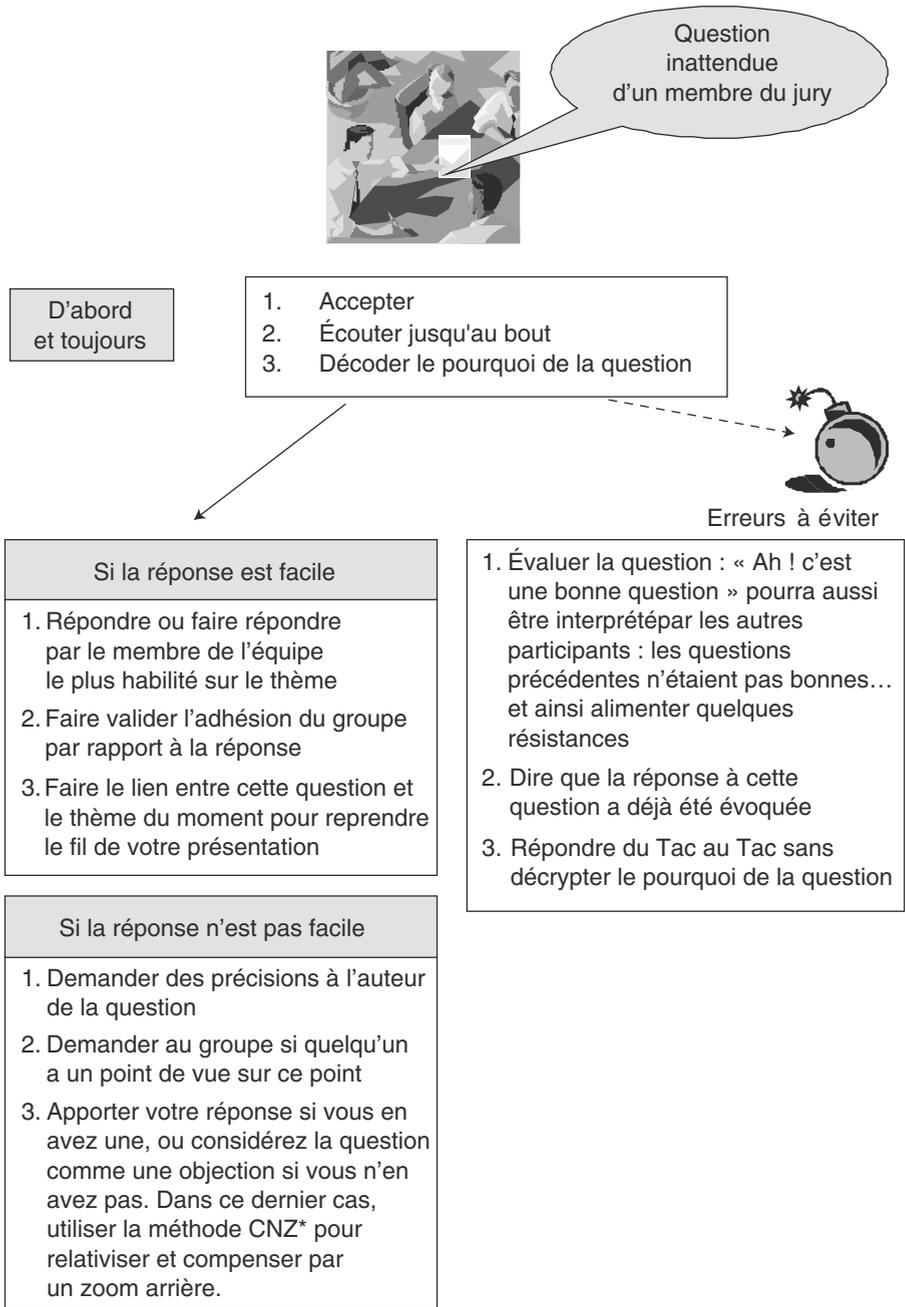 Question
inattendue
d'un membre du jury
D'abord
et toujours
1. Accepter
2. Écouter jusqu'au bout
3. Décoder le pourquoi de la question
Erreurs à éviter
Si la réponse est facile
1. Répondre ou faire répondre
par le membre de l'équipe
le plus habilité sur le thème
2. Faire valider l'adhésion du groupe
par rapport à la réponse
3. Faire le lien entre cette question et
le thème du moment pour reprendre
le fil de votre présentation
1. Évaluer la question : « Ah ! c'est
une bonne question » pourra aussi
être interprétépar les autres
participants : les questions
précédentes n'étaient pas bonnes…
et ainsi alimenter quelques
résistances
2. Dire que la réponse à cette
question a déjà été évoquée
3. Répondre du Tac au Tac sans
décrypter le pourquoi de la question
Si la réponse n'est pas facile
1. Demander des précisions à l'auteur
de la question
2. Demander au groupe si quelqu'un
a un point de vue sur ce point
3. Apporter votre réponse si vous en
avez une, ou considérez la question
comme une objection si vous n'en
avez pas. Dans ce dernier cas,
utiliser la méthode CNZ* pour
relativiser et compenser par
un zoom arrière.